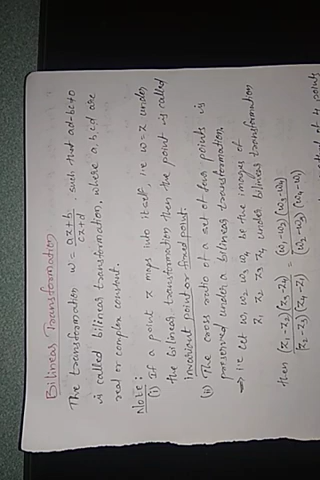 Bilinear Transformation
The transformation w = (az+b)/(cz+d), such that ad-bc≠0
is called bilinear transformation, where a, b, c, d are
real or complex constant.
Note:
(i) If a point z maps into itself, i.e w=z under
the bilinear transformation then the point is called
invariant point or fixed point.
(ii) The cross ratio of a set of four points is
preserved under a bilinear transformation.
→ i.e let w₁ w₂ w₃ w₄ be the images of
z₁ z₂ z₃ z₄ under bilinear transformation
then (z₁-z₂)(z₃-z₄)/(z₂-z₃)(z₄-z₁) = (w₁-w₂)(w₃-w₄)/(w₂-w₃)(w₄-w₁)
of 4 points